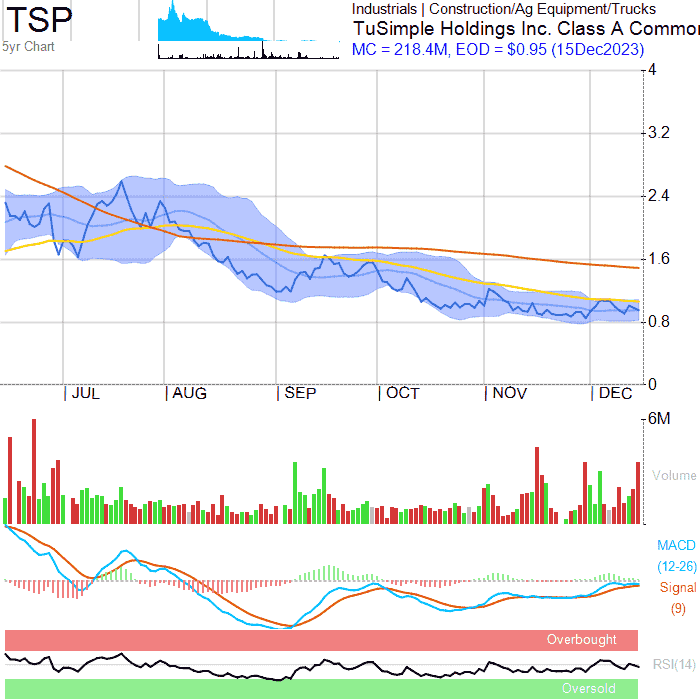 TSP
5yr Chart
Industrials | Construction/Ag Equipment/Trucks
TuSimple Holdings Inc. Class A Common
MC = 218.4M, EOD = $0.95 (15Dec2023)
4
3.2
2.4
1.6
0.8
0
| JUL | AUG | SEP | OCT | NOV | DEC
6M
Volume
MACD
(12-26)
Signal
(9)
Overbought
RSI(14)
Oversold